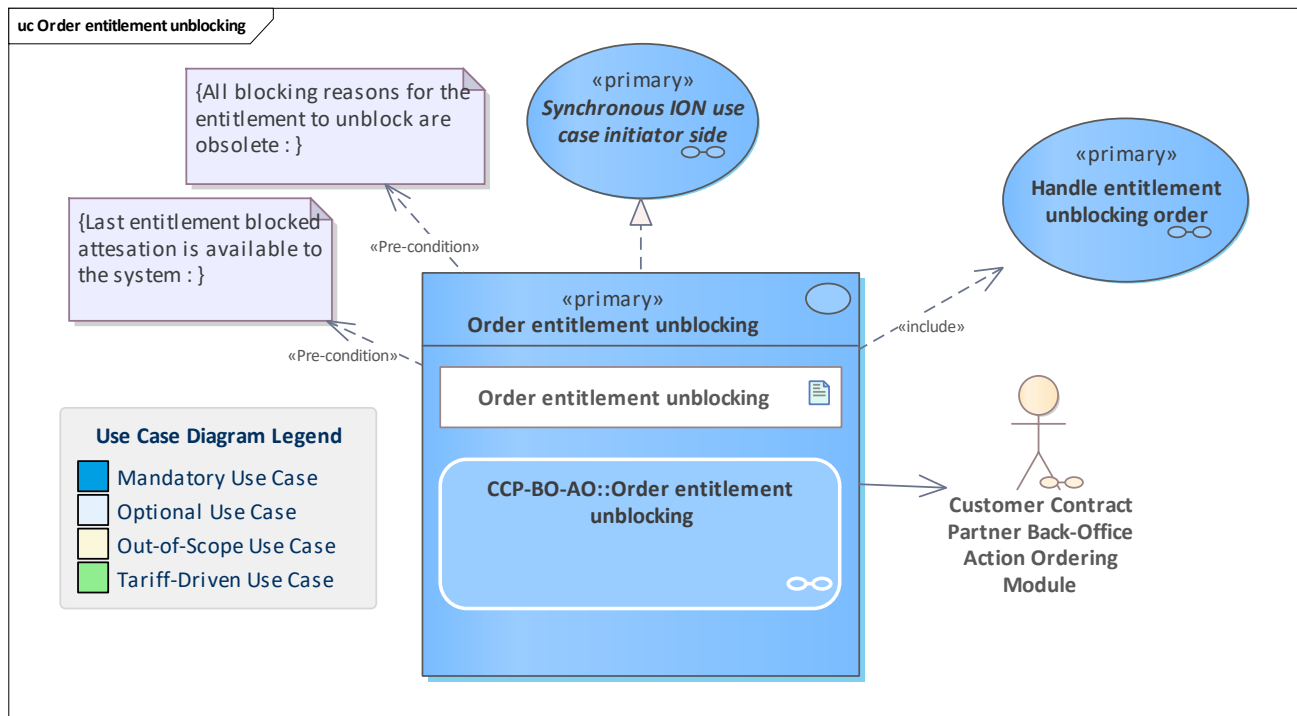 uc Order entitlement unblocking
{All blocking reasons for the
entitlement to unblock are
obsolete : }
«primary»
Synchronous ION use
case initiator side
«primary»
Handle entitlement
unblocking order
{Last entitlement blocked
attesation is available to
the system : }
«Pre-condition»
«Pre-condition»
«include»
«primary»
Order entitlement unblocking
Order entitlement unblocking
CCP-BO-AO::Order entitlement
unblocking
Customer Contract
Partner Back-Office
Action Ordering
Module
Use Case Diagram Legend
Mandatory Use Case
Optional Use Case
Out-of-Scope Use Case
Tariff-Driven Use Case